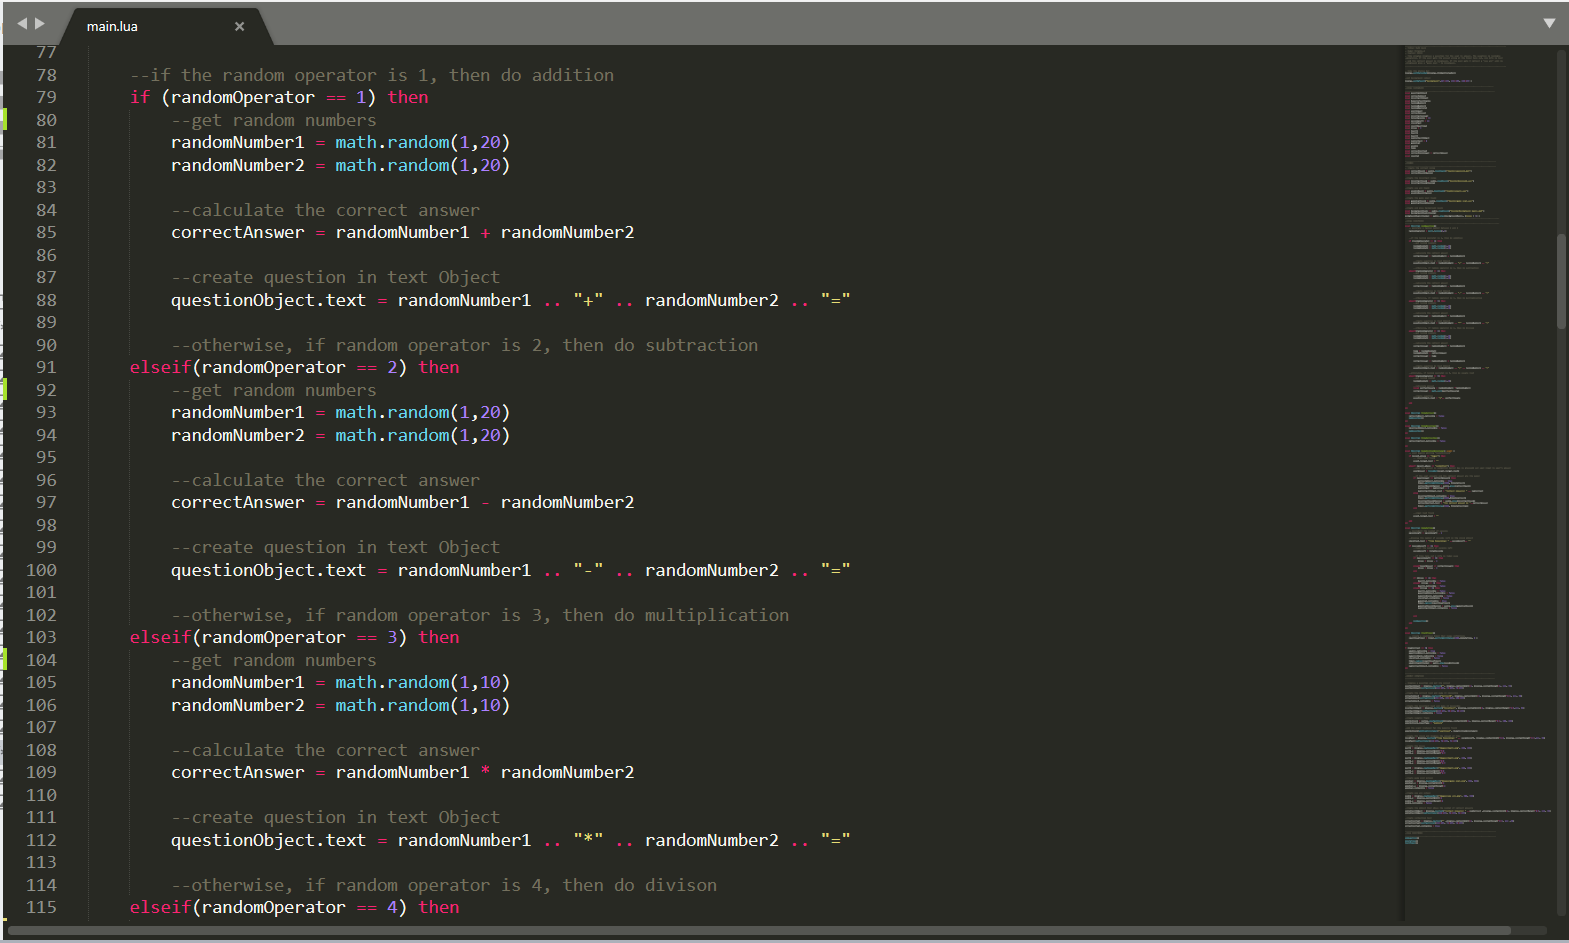 main.lua
77
78 --if the random operator is 1, then do addition
79 if (randomOperator == 1) then
80 --get random numbers
81 randomNumber1 = math.random(1,20)
82 randomNumber2 = math.random(1,20)
83
84 --calculate the correct answer
85 correctAnswer = randomNumber1 + randomNumber2
86
87 --create question in text Object
88 questionObject.text = randomNumber1 .. "+" .. randomNumber2 .. "="
89
90 --otherwise, if random operator is 2, then do subtraction
91 elseif(randomOperator == 2) then
92 --get random numbers
93 randomNumber1 = math.random(1,20)
94 randomNumber2 = math.random(1,20)
95
96 --calculate the correct answer
97 correctAnswer = randomNumber1 - randomNumber2
98
99 --create question in text Object
100 questionObject.text = randomNumber1 .. "-" .. randomNumber2 .. "="
101
102 --otherwise, if random operator is 3, then do multiplication
103 elseif(randomOperator == 3) then
104 --get random numbers
105 randomNumber1 = math.random(1,10)
106 randomNumber2 = math.random(1,10)
107
108 --calculate the correct answer
109 correctAnswer = randomNumber1 * randomNumber2
110
111 --create question in text Object
112 questionObject.text = randomNumber1 .. "*" .. randomNumber2 .. "="
113
114 --otherwise, if random operator is 4, then do divison
115 elseif(randomOperator == 4) then